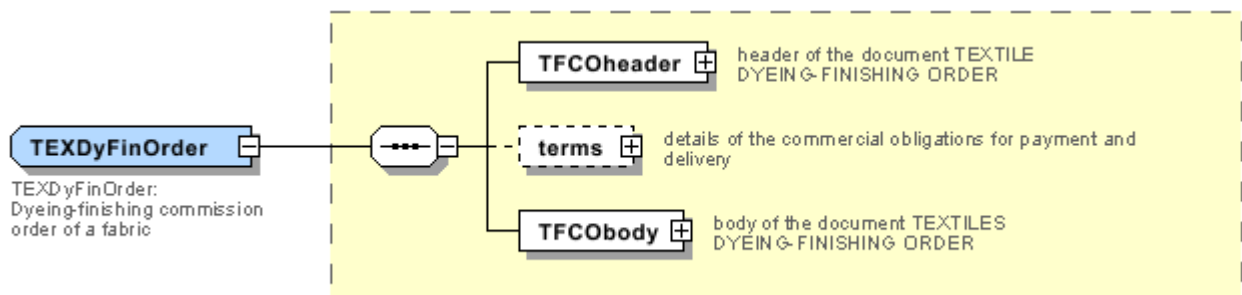 TFCOheader
header of the document TEXTILE
DYEING-FINISHING ORDER
TEXDyFinOrder
terms
details of the commercial obligations for payment and
delivery
TEXDyFinOrder:
Dyeing-finishing commission
order of a fabric
TFCObody
body of the document TEXTILES
DYEING-FINISHING ORDER